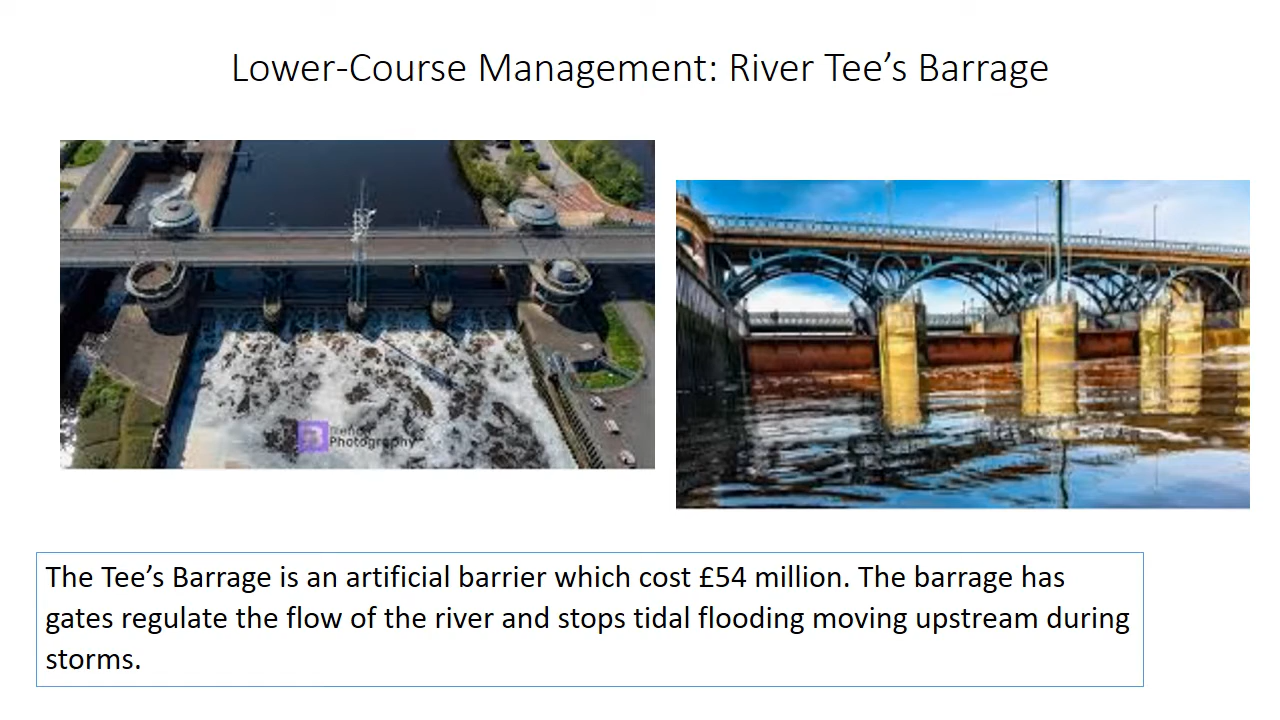 Lower-Course Management: River Tee’s Barrage
Photography
The Tee’s Barrage is an artificial barrier which cost £54 million. The barrage has
gates regulate the flow of the river and stops tidal flooding moving upstream during
storms.